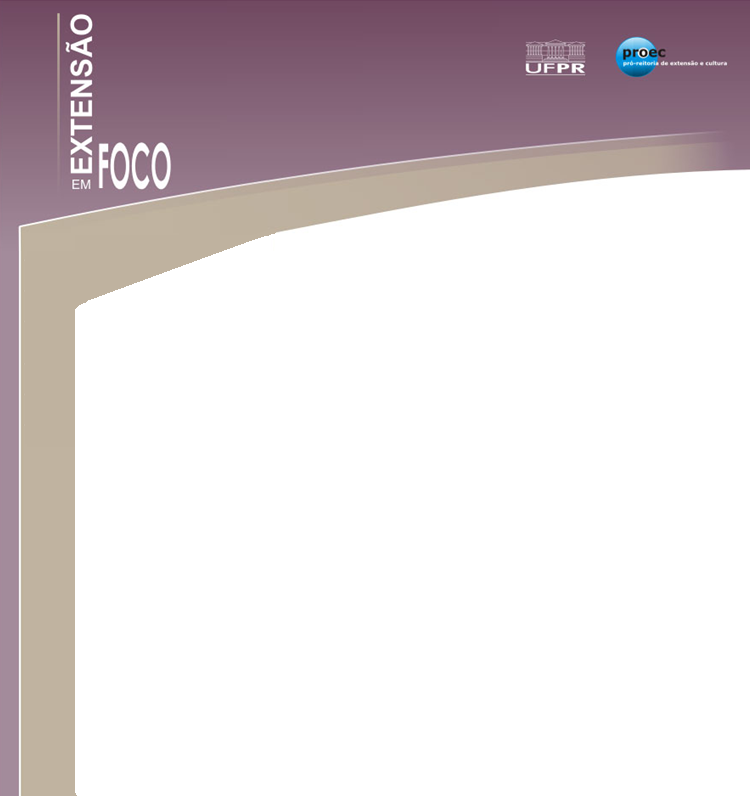 EXTENSÃO
EM FOCO
UFPR
proec
pró-reitoria de extensão e cultura